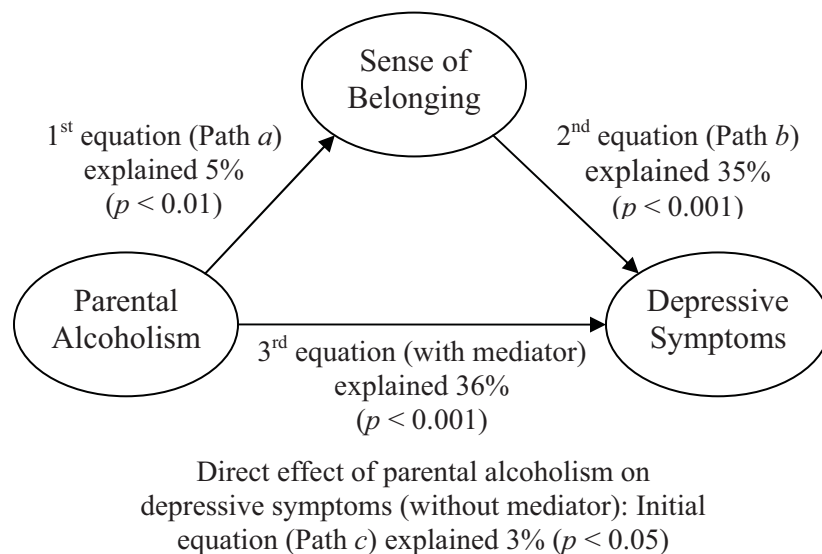 Sense of
Belonging
1st equation (Path a)
explained 5%
(p < 0.01)
2nd equation (Path b)
explained 35%
(p < 0.001)
Parental
Alcoholism
Depressive
Symptoms
3rd equation (with mediator)
explained 36%
(p < 0.001)
Direct effect of parental alcoholism on
depressive symptoms (without mediator): Initial
equation (Path c) explained 3% (p < 0.05)